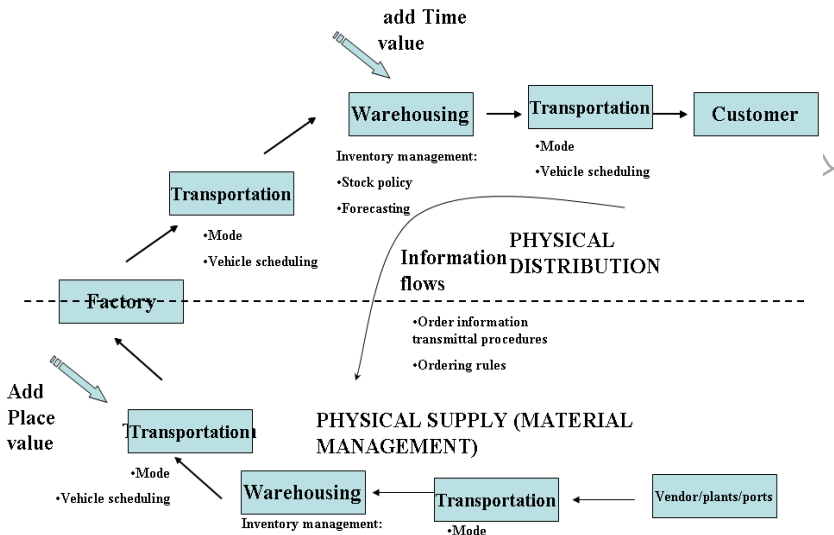 add Time
value
Warehousing
Transportation
Customer
Inventory management:
•Stock policy
•Forecasting
•Mode
•Vehicle scheduling
Transportation
•Mode
•Vehicle scheduling
Information
flows
PHYSICAL
DISTRIBUTION
Factory
•Order information
transmittal procedures
•Ordering rules
Add
Place
value
Transportation
•Mode
•Vehicle scheduling
PHYSICAL SUPPLY (MATERIAL
MANAGEMENT)
Warehousing
Inventory management:
Transportation
•Mode
Vendor/plants/ports